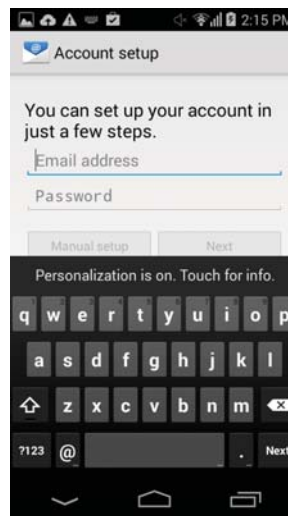 2:15 PM
Account setup
You can set up your account in
just a few steps.
Email address
Password
Manual setup Next
Personalization is on. Touch for info.
q w e r t y u i o p
a s d f g h j k l
z x c v b n m
?123 @ . Next